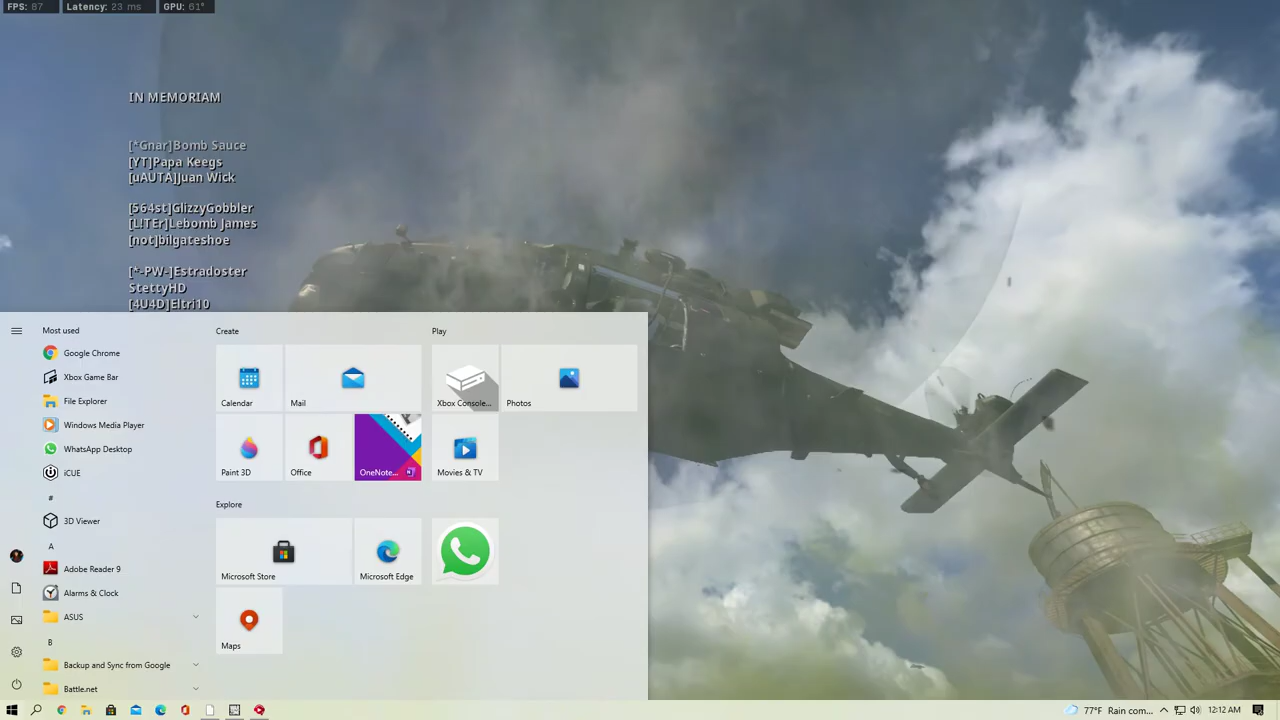 FPS: 87 Latency: 23 ms GPU: 61°
IN MEMORIAM
[*Gnar]Bomb Sauce
[YT]Papa Keegs
[uAUTA]Juan Wick
[564st]GlizzyGobbler
[L!TEr]Lebomb James
[not]bilgateshoe
[*-PW-]Estradoster
StettyHD
[4U4D]Eltri10
Most used
Google Chrome
Xbox Game Bar
File Explorer
Windows Media Player
WhatsApp Desktop
iCUE
#
3D Viewer
A
Adobe Reader 9
Alarms & Clock
ASUS
B
Backup and Sync from Google
Battle.net
Create
Calendar
Mail
Paint 3D
Office
OneNote...
Explore
Microsoft Store
Microsoft Edge
Maps
Play
Xbox Console...
Photos
Movies & TV
77°F Rain com... 12:12 AM